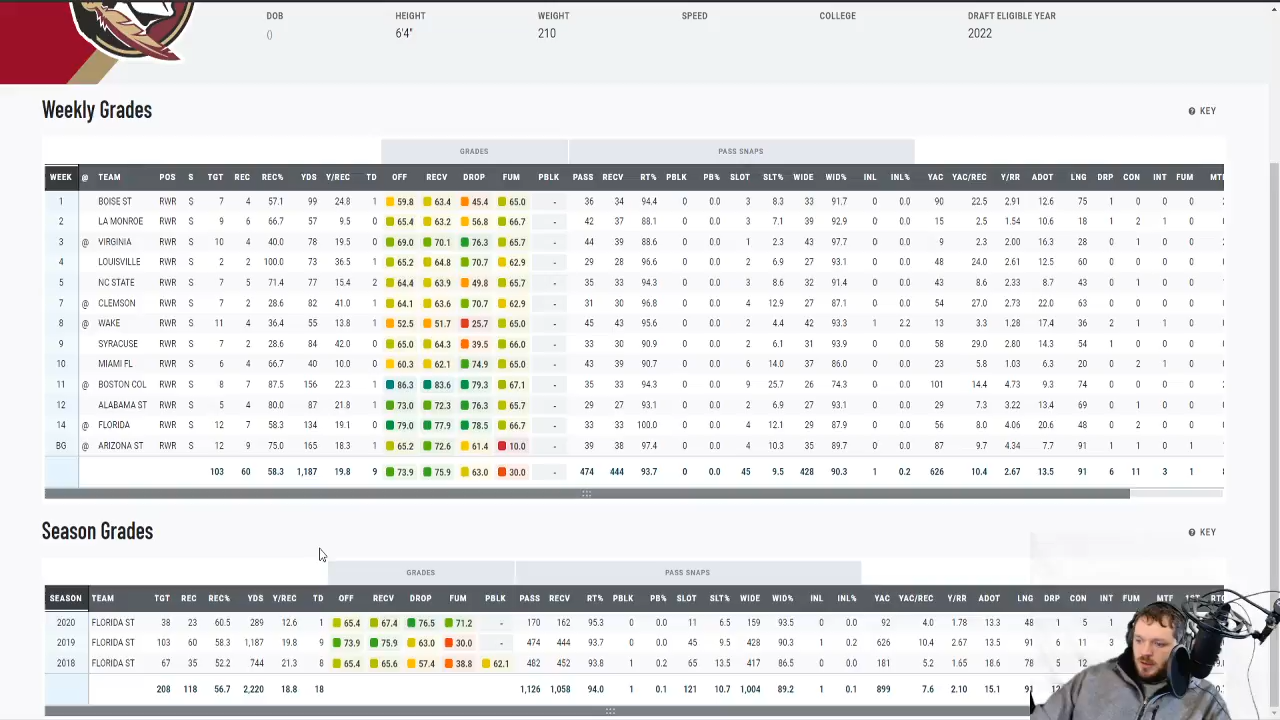 DOB HEIGHT WEIGHT SPEED COLLEGE DRAFT ELIGIBLE YEAR
() 6'4" 210 2022
Weekly Grades
KEY
GRADES PASS SNAPS
WEEK @ TEAM POS S TGT REC REC% YDS Y/REC TD OFF RECV DROP FUM PBLK PASS RECV RT% PBLK PB% SLOT SLT% WIDE WID% INL INL% YAC YAC/REC Y/RR ADOT LNG DRP CON INT FUM
1 BOISE ST RWR S 7 4 57.1 99 24.8 1 59.8 63.4 45.4 65.0 - 36 34 94.4 0 0.0 3 8.3 33 91.7 0 0.0 90 22.5 2.91 12.6 75 1 0 0 0
2 LA MONROE RWR S 9 6 66.7 57 9.5 0 65.4 63.2 56.8 66.7 - 42 37 88.1 0 0.0 3 7.1 39 92.9 0 0.0 15 2.5 1.54 10.6 18 1 2 1 0
3 @ VIRGINIA RWR S 10 4 40.0 78 19.5 0 69.0 70.1 76.3 65.7 - 44 39 88.6 0 0.0 1 2.3 43 97.7 0 0.0 9 2.3 2.00 16.3 28 0 1 0 0
4 LOUISVILLE RWR S 2 2 100.0 73 36.5 1 65.2 64.8 70.7 62.9 - 29 28 96.6 0 0.0 2 6.9 27 93.1 0 0.0 48 24.0 2.61 12.5 60 0 0 0 0
5 NC STATE RWR S 7 5 71.4 77 15.4 2 64.4 63.9 49.8 65.7 - 35 33 94.3 0 0.0 3 8.6 32 91.4 0 0.0 43 8.6 2.33 8.7 43 1 0 0 0
7 @ CLEMSON RWR S 7 2 28.6 82 41.0 1 64.1 63.6 70.7 62.9 - 31 30 96.8 0 0.0 4 12.9 27 87.1 0 0.0 54 27.0 2.73 22.0 63 0 0 0 0
8 @ WAKE RWR S 11 4 36.4 55 13.8 1 52.5 51.7 25.7 65.0 - 45 43 95.6 0 0.0 2 4.4 42 93.3 1 2.2 13 3.3 1.28 17.4 36 2 1 1 0
9 SYRACUSE RWR S 7 2 28.6 84 42.0 1 65.0 64.3 39.5 66.0 - 33 30 90.9 0 0.0 2 6.1 31 93.9 0 0.0 58 29.0 2.80 14.3 54 1 0 0 0
10 MIAMI FL RWR S 6 4 66.7 40 10.0 0 60.3 62.1 74.9 65.0 - 43 39 90.7 0 0.0 6 14.0 37 86.0 0 0.0 23 5.8 1.03 6.3 20 0 2 1 0
11 @ BOSTON COL RWR S 8 7 87.5 156 22.3 1 86.3 83.6 79.3 67.1 - 35 33 94.3 0 0.0 9 25.7 26 74.3 0 0.0 101 14.4 4.73 9.3 74 0 1 0 0
12 ALABAMA ST RWR S 5 4 80.0 87 21.8 1 73.0 72.3 76.3 65.7 - 29 27 93.1 0 0.0 2 6.9 27 93.1 0 0.0 29 7.3 3.22 13.4 69 0 1 0 0
14 @ FLORIDA RWR S 12 7 58.3 134 19.1 0 79.0 77.9 78.5 66.7 - 33 33 100.0 0 0.0 4 12.1 29 87.9 0 0.0 56 8.0 4.06 20.6 48 0 2 0 0
BG @ ARIZONA ST RWR S 12 9 75.0 165 18.3 1 65.2 72.6 61.4 10.0 - 39 38 97.4 0 0.0 4 10.3 35 89.7 0 0.0 87 9.7 4.34 7.7 91 1 1 0 1
103 60 58.3 1,187 19.8 9 73.9 75.9 63.0 30.0 - 474 444 93.7 0 0.0 45 9.5 428 90.3 1 0.2 626 10.4 2.67 13.5 91 6 11 3 1
Season Grades
KEY
GRADES PASS SNAPS
SEASON TEAM TGT REC REC% YDS Y/REC TD OFF RECV DROP FUM PBLK PASS RECV RT% PBLK PB% SLOT SLT% WIDE WID% INL INL% YAC YAC/REC Y/RR ADOT LNG DRP CON INT FUM MTF 1ST
2020 FLORIDA ST 38 23 60.5 289 12.6 1 65.4 67.4 76.5 71.2 - 170 162 95.3 0 0.0 11 6.5 159 93.5 0 0.0 92 4.0 1.78 13.3 48 1 5 1
2019 FLORIDA ST 103 60 58.3 1,187 19.8 9 73.9 75.9 63.0 30.0 - 474 444 93.7 0 0.0 45 9.5 428 90.3 1 0.2 626 10.4 2.67 13.5 91 6 11 3
2018 FLORIDA ST 67 35 52.2 744 21.3 8 65.4 65.6 57.4 38.8 62.1 482 452 93.8 1 0.2 65 13.5 417 86.5 0 0.0 181 5.2 1.65 18.6 78 5 12
208 118 56.7 2,220 18.8 18 1,126 1,058 94.0 1 0.1 121 10.7 1,004 89.2 1 0.1 899 7.6 2.10 15.1 91